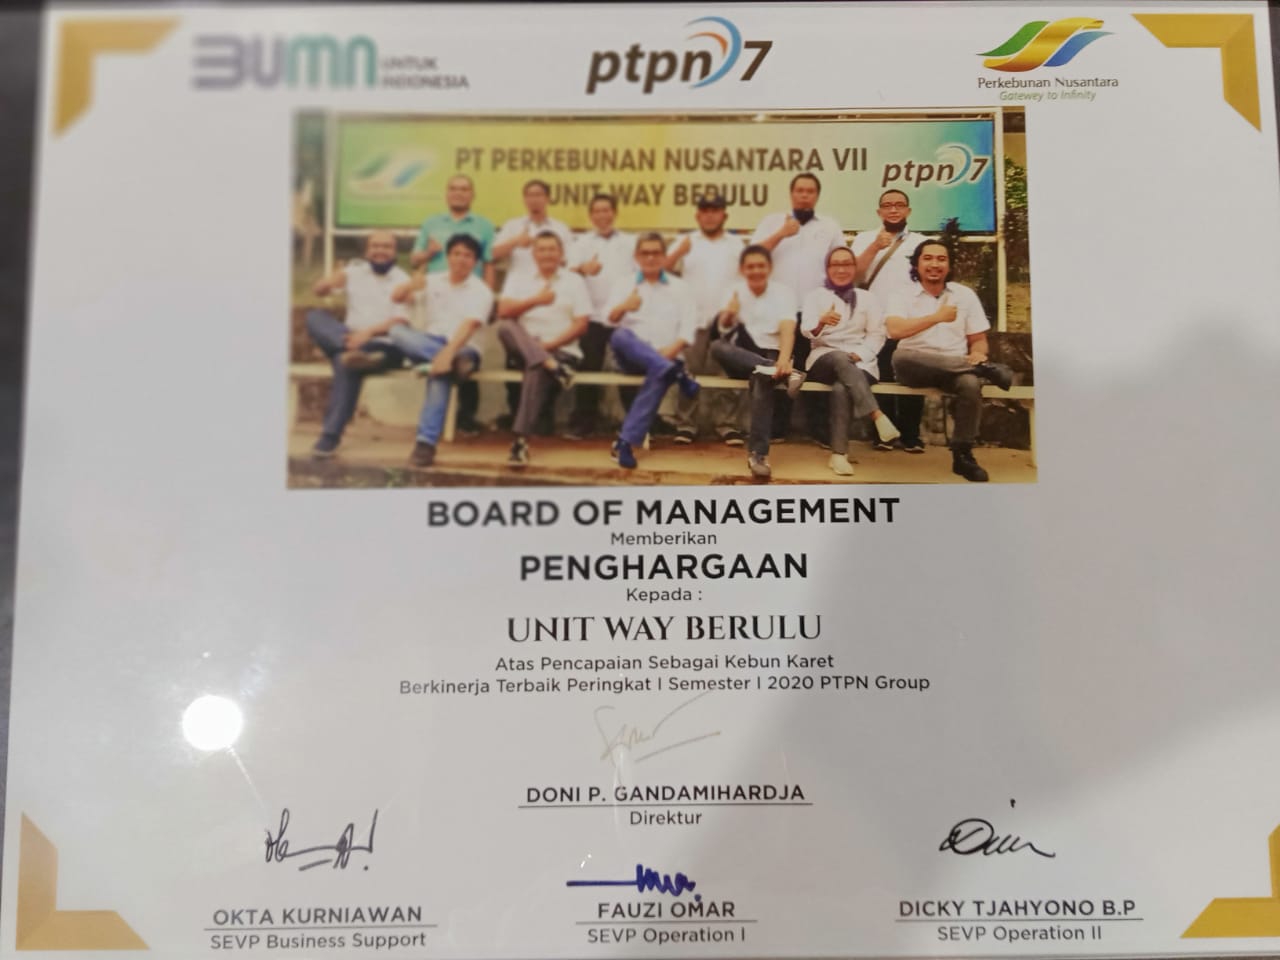 BUMN UNTUK
INDONESIA
ptpn 7
Perkebunan Nusantara
Gateway to Infinity
PT PERKEBUNAN NUSANTARA VII
UNIT WAY BERULU
ptpn 7
BOARD OF MANAGEMENT
Memberikan
PENGHARGAAN
Kepada :
UNIT WAY BERULU
Atas Pencapaian Sebagai Kebun Karet
Berkinerja Terbaik Peringkat I Semester I 2020 PTPN Group
DONI P. GANDAMIHARDJA
Direktur
OKTA KURNIAWAN
SEVP Business Support
FAUZI OMAR
SEVP Operation I
DICKY TJAHYONO B.P
SEVP Operation II